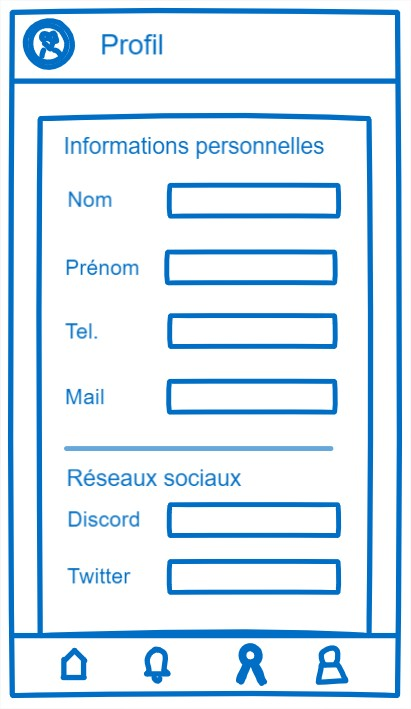 Profil
Informations personnelles
Nom
Prénom
Tel.
Mail
Réseaux sociaux
Discord
Twitter